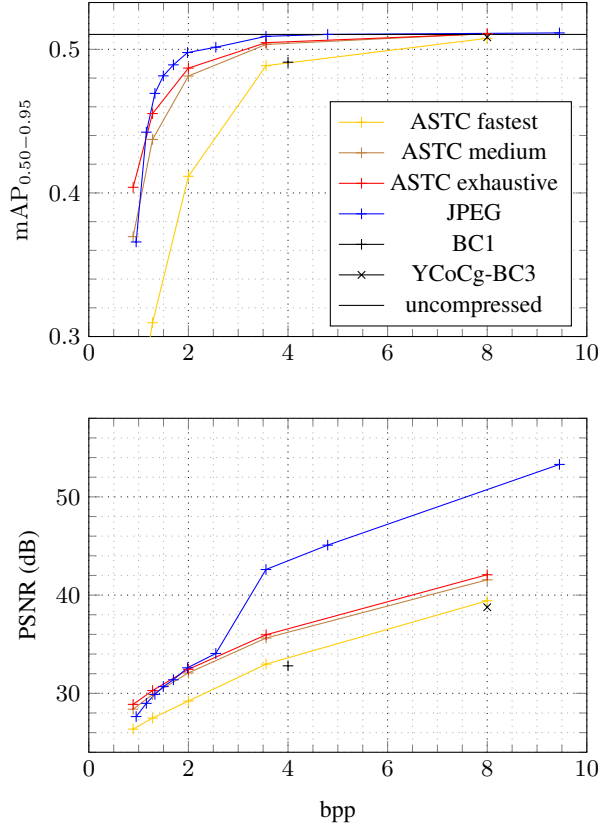 0.5
0.4
0.3
mAP0.50−0.95
ASTC fastest
ASTC medium
ASTC exhaustive
JPEG
BC1
YCoCg-BC3
uncompressed
0 2 4 6 8 10
50
40
30
PSNR (dB)
0 2 4 6 8 10
bpp